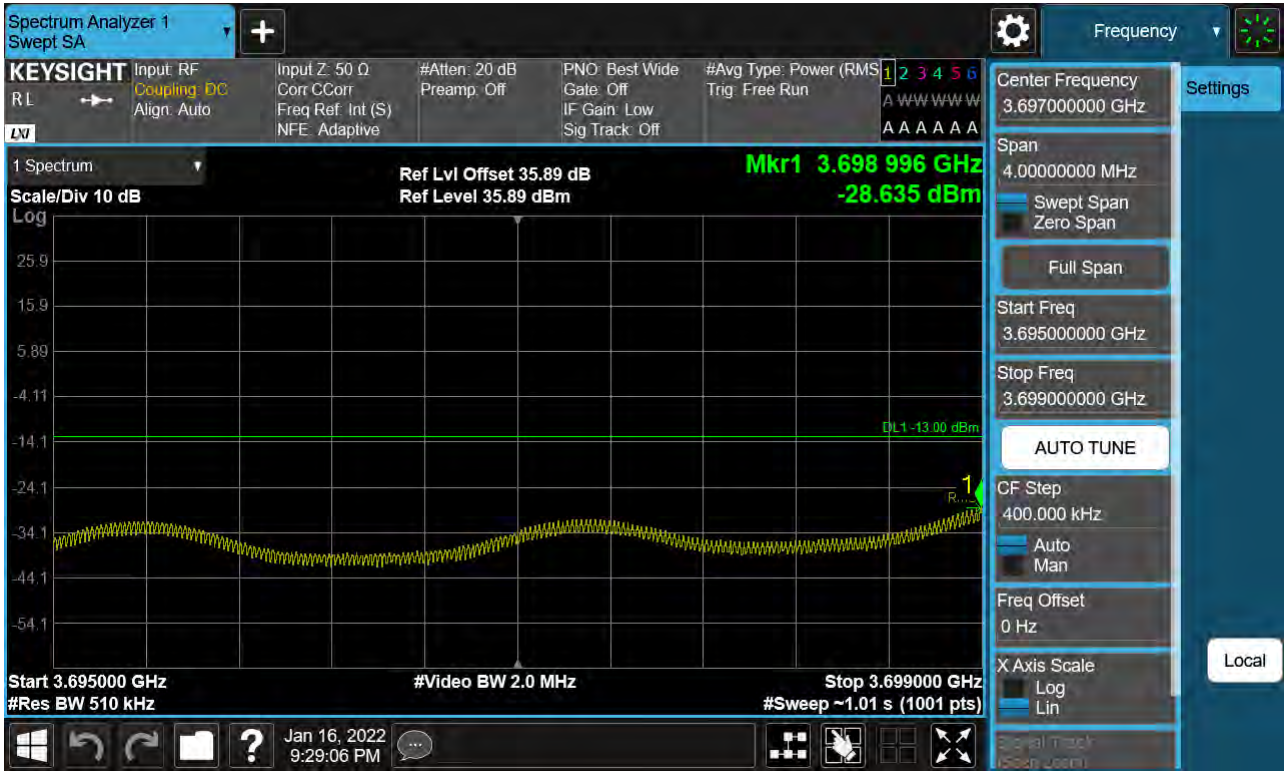 Spectrum Analyzer 1
Swept SA
Frequency
KEYSIGHT
RL
LXI
Input: RF
Coupling: DC
Align: Auto
Input Z: 50 Ω
Corr CCorr
Freq Ref: Int (S)
NFE: Adaptive
#Atten: 20 dB
Preamp: Off
PNO: Best Wide
Gate: Off
IF Gain: Low
Sig Track: Off
#Avg Type: Power (RMS
Trig: Free Run
1 2 3 4 5 6
A W W W W W
A A A A A A
1 Spectrum
Scale/Div 10 dB
Log
Ref Lvl Offset 35.89 dB
Ref Level 35.89 dBm
Mkr1 3.698 996 GHz
-28.635 dBm
25.9
15.9
5.89
-4.11
-14.1
-24.1
-34.1
-44.1
-54.1
DL1 -13.00 dBm
1
Start 3.695000 GHz
#Res BW 510 kHz
#Video BW 2.0 MHz
Stop 3.699000 GHz
#Sweep ~1.01 s (1001 pts)
Center Frequency
3.697000000 GHz
Span
4.00000000 MHz
Swept Span
Zero Span
Full Span
Start Freq
3.695000000 GHz
Stop Freq
3.699000000 GHz
AUTO TUNE
CF Step
400.000 kHz
Auto
Man
Freq Offset
0 Hz
X Axis Scale
Log
Lin
Signal Track
(Span Zoom)
Settings
Local
?
Jan 16, 2022
9:29:06 PM